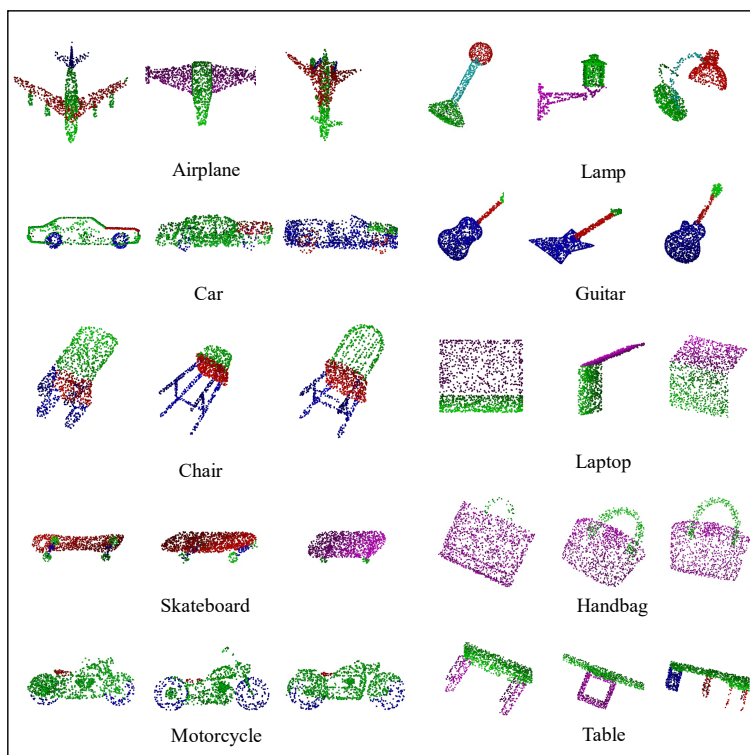 Airplane
Lamp
Car
Guitar
Chair
Laptop
Skateboard
Handbag
Motorcycle
Table